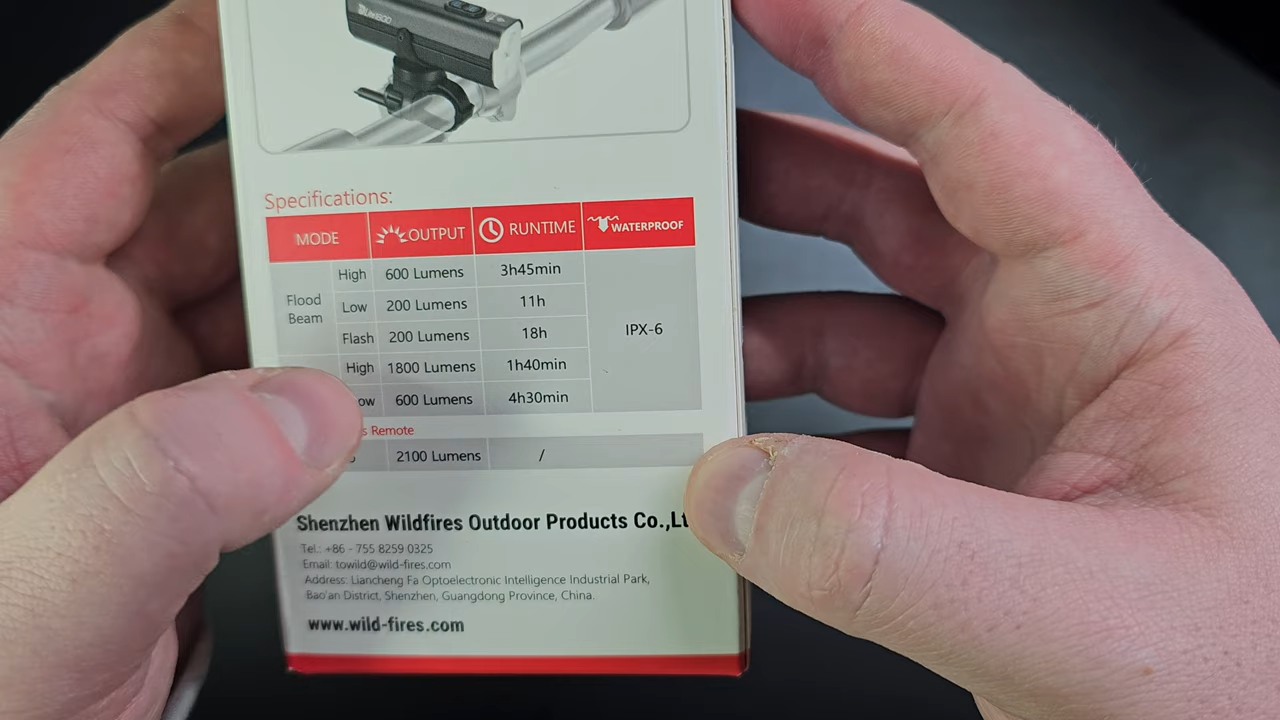 Specifications:
MODE OUTPUT RUNTIME WATERPROOF
Flood Beam High 600 Lumens 3h45min IPX-6
Low 200 Lumens 11h
Flash 200 Lumens 18h
High 1800 Lumens 1h40min
ow 600 Lumens 4h30min
s Remote
2100 Lumens /
Shenzhen Wildfires Outdoor Products Co.,Lt
Tel.: +86 - 755 8259 0325
Email: towild@wild-fires.com
Address: Liancheng Fa Optoelectronic Intelligence Industrial Park,
Bao'an District, Shenzhen, Guangdong Province, China.
www.wild-fires.com